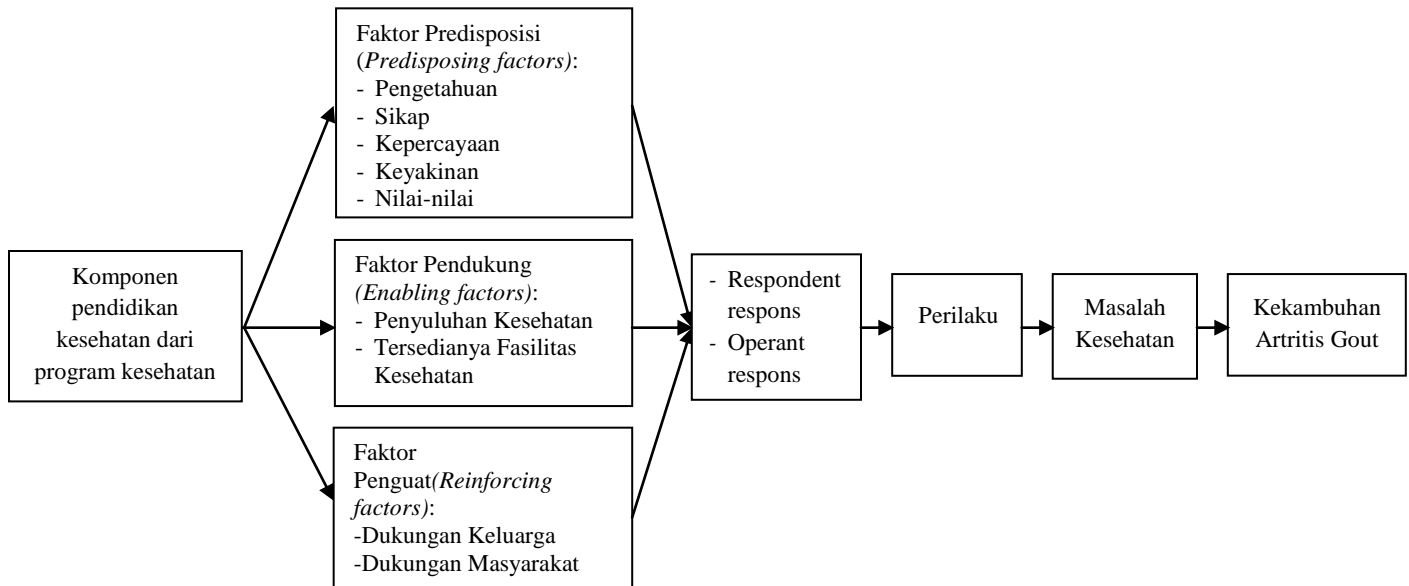 Komponen
pendidikan
kesehatan dari
program kesehatan
Faktor Predisposisi
(Predisposing factors):
- Pengetahuan
- Sikap
- Kepercayaan
- Keyakinan
- Nilai-nilai
Faktor Pendukung
(Enabling factors):
- Penyuluhan Kesehatan
- Tersedianya Fasilitas
Kesehatan
Faktor
Penguat(Reinforcing
factors):
-Dukungan Keluarga
-Dukungan Masyarakat
- Respondent
respons
- Operant
respons
Perilaku
Masalah
Kesehatan
Kekambuhan
Artritis Gout